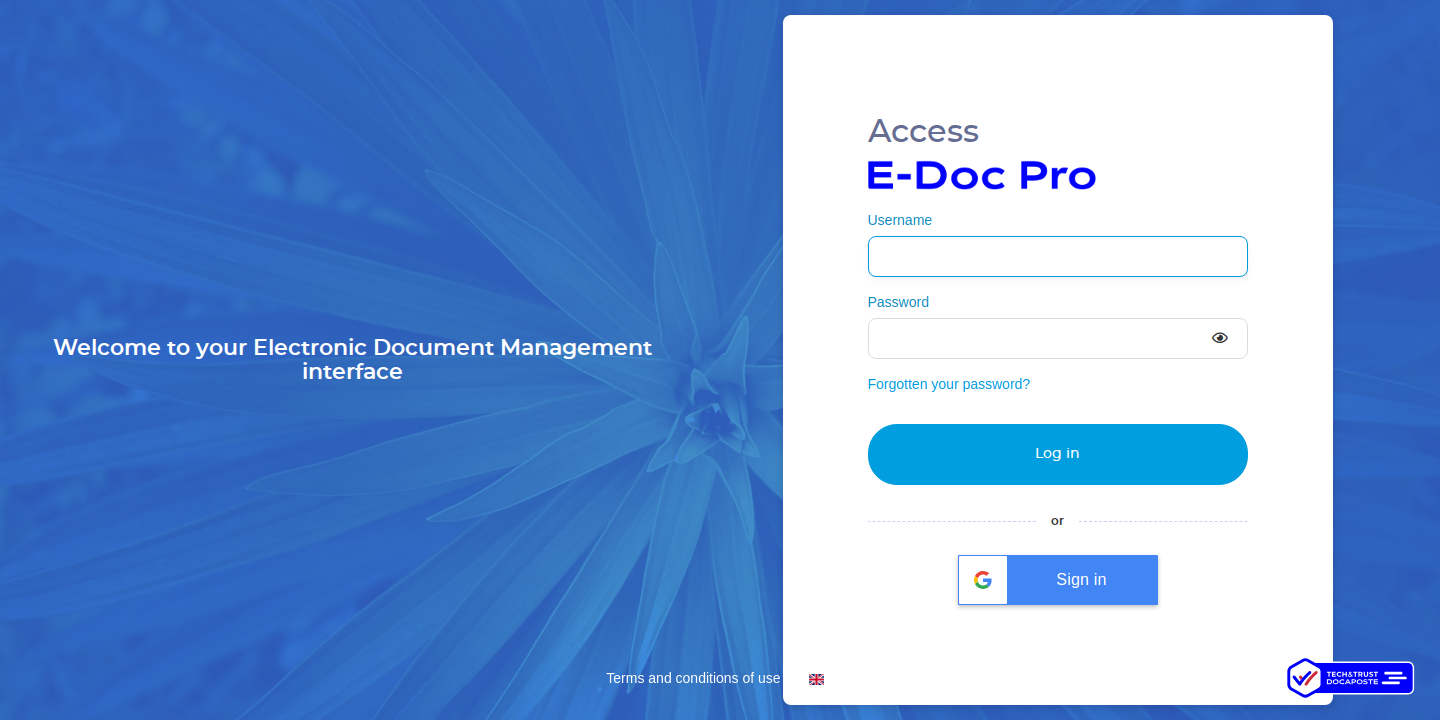 Welcome to your Electronic Document Management
interface
Access
E-Doc Pro
Username
Password
Forgotten your password?
Log in
or
Sign in
Terms and conditions of use
TECH&TRUST
DOCAPOSTE